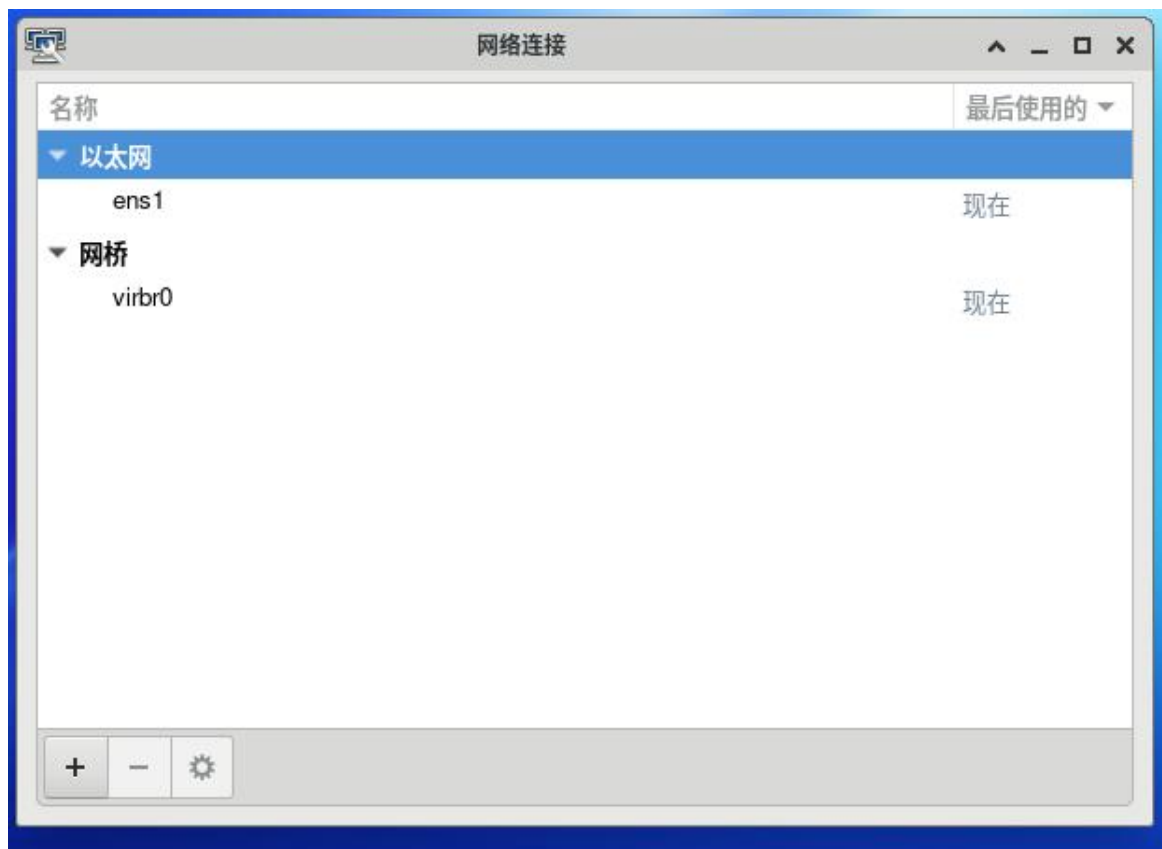 网络连接
名称 最后使用的
以太网
ens1 现在
网桥
virbr0 现在